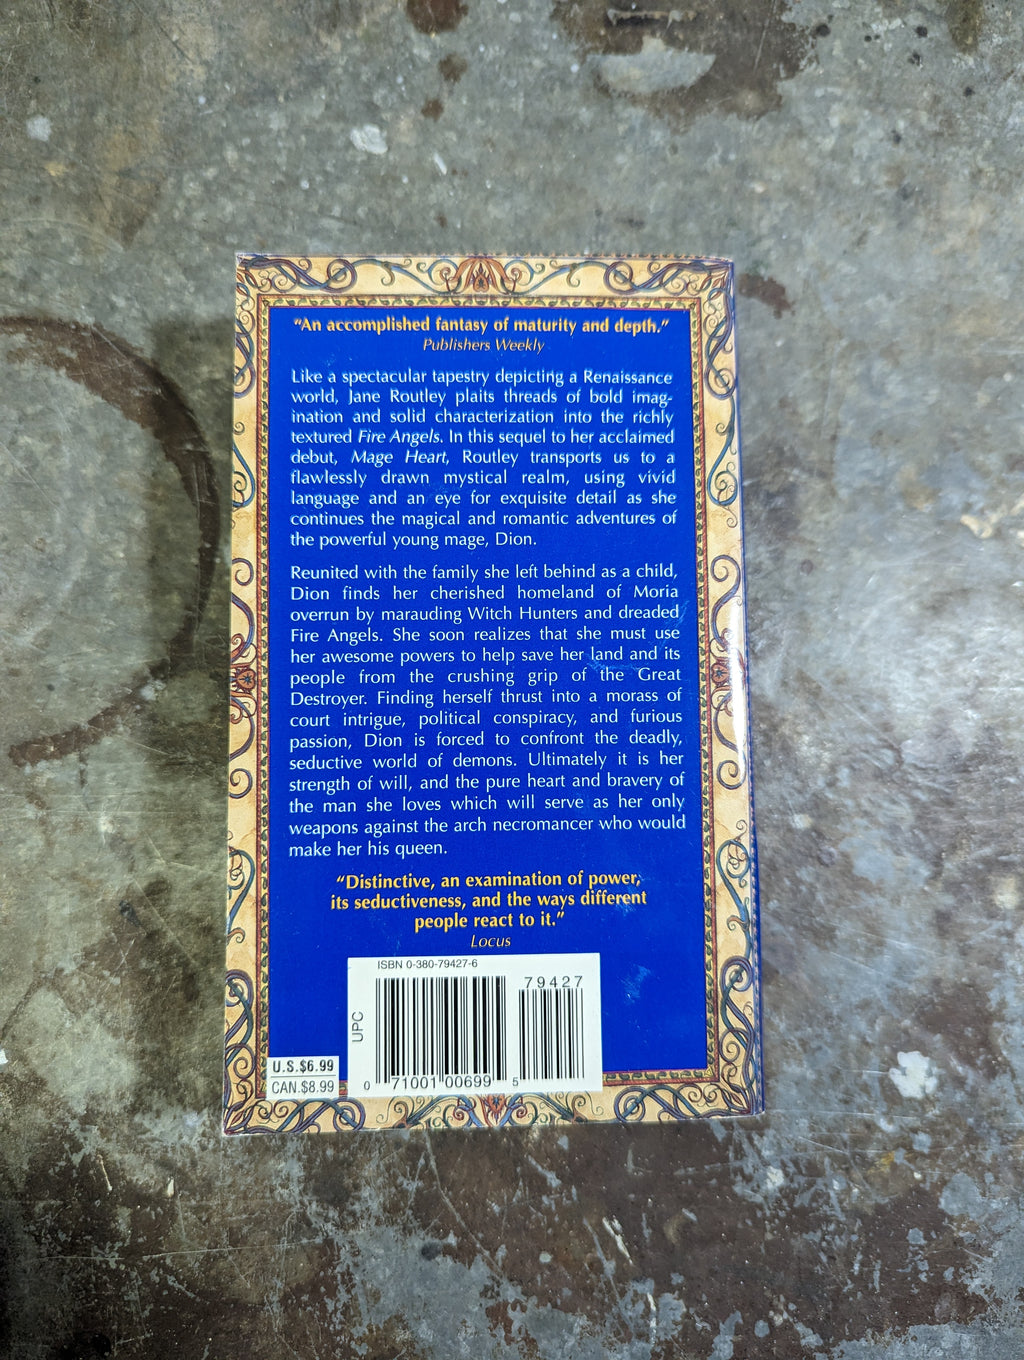 "An accomplished fantasy of maturity and depth."
Publishers Weekly
Like a spectacular tapestry depicting a Renaissance
world, Jane Routley plaits threads of bold imag-
ination and solid characterization into the richly
textured Fire Angels. In this sequel to her acclaimed
debut, Mage Heart, Routley transports us to a
flawlessly drawn mystical realm, using vivid
language and an eye for exquisite detail as she
continues the magical and romantic adventures of
the powerful young mage, Dion.
Reunited with the family she left behind as a child,
Dion finds her cherished homeland of Moria
overrun by marauding Witch Hunters and dreaded
Fire Angels. She soon realizes that she must use
her awesome powers to help save her land and its
people from the crushing grip of the Great
Destroyer. Finding herself thrust into a morass of
court intrigue, political conspiracy, and furious
passion, Dion is forced to confront the deadly,
seductive world of demons. Ultimately it is her
strength of will, and the pure heart and bravery of
the man she loves which will serve as her only
weapons against the arch necromancer who would
make her his queen.
"Distinctive, an examination of power,
its seductiveness, and the ways different
people react to it."
Locus
ISBN 0-380-79427-6
79427
UPC
0 71001 00699 5
U.S.$6.99
CAN.$8.99